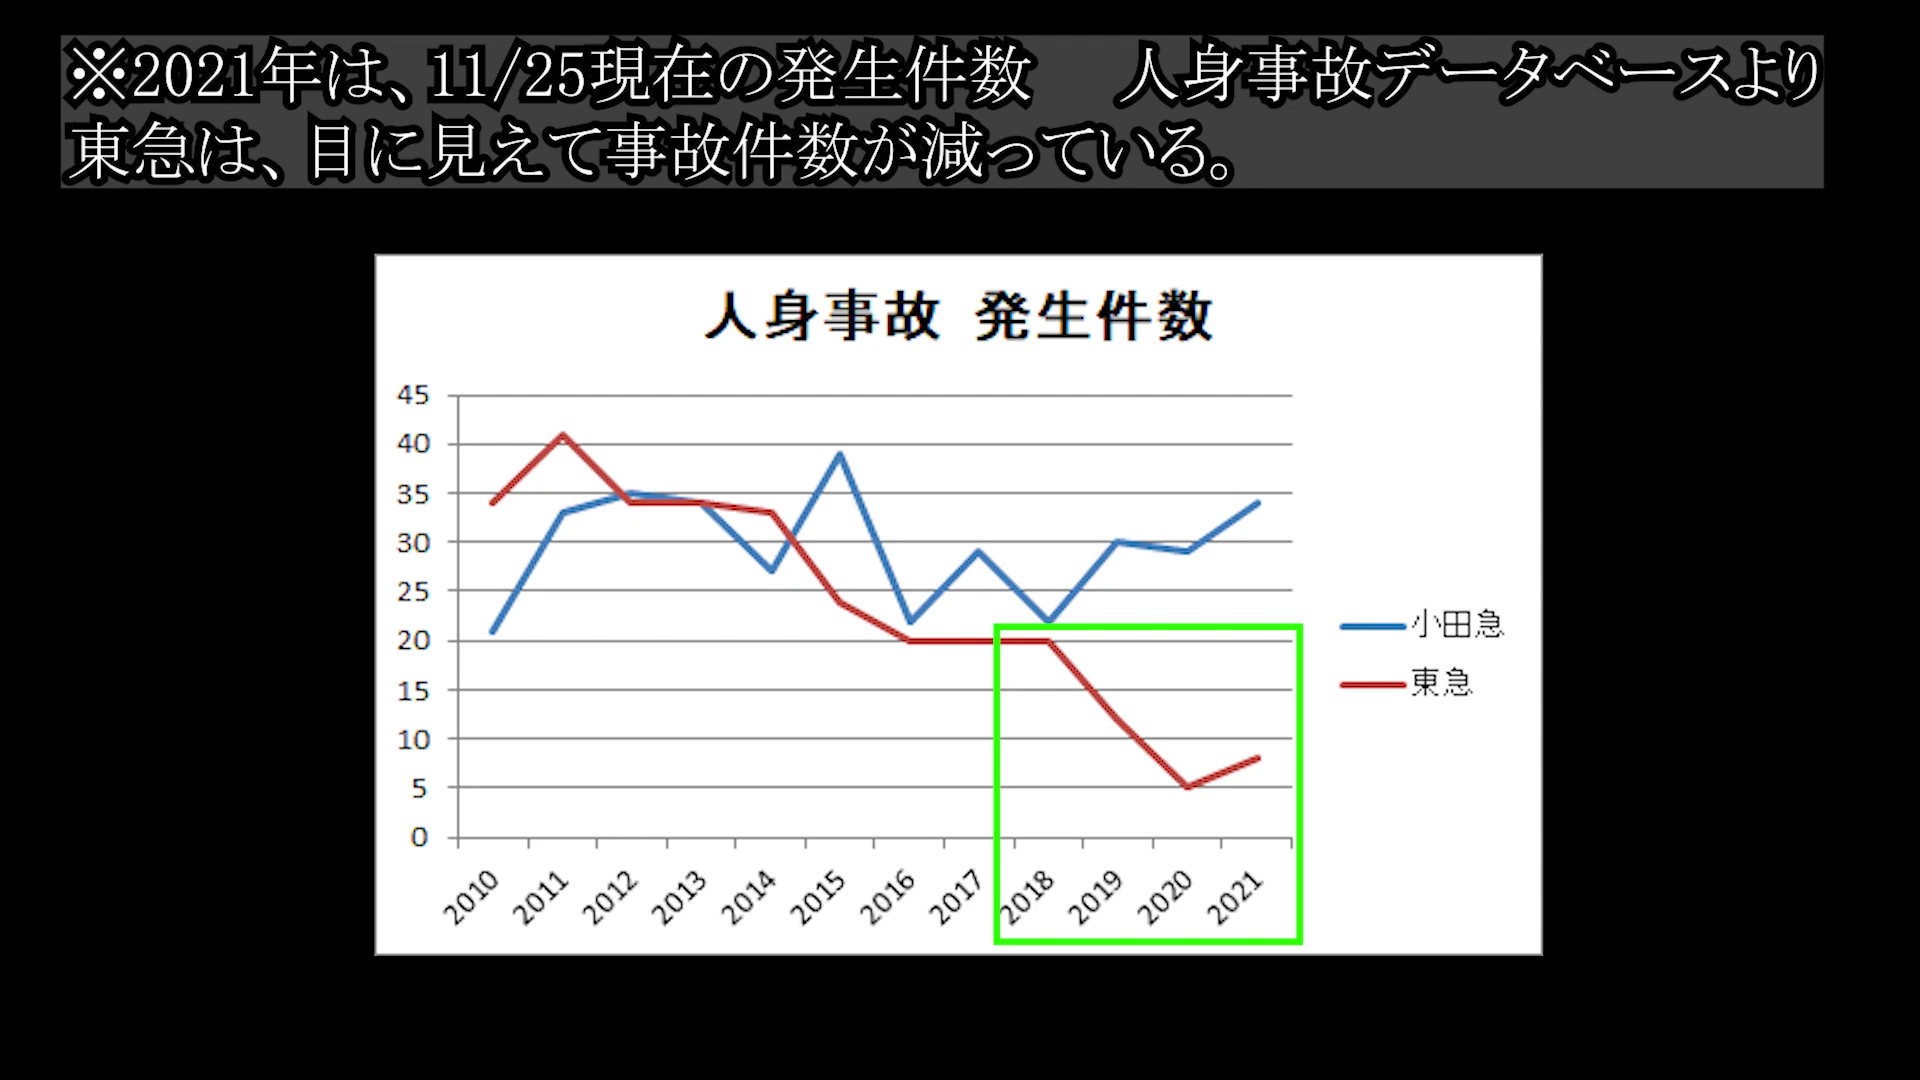 ※2021年は、11/25現在の発生件数　人身事故データベースより
東急は、目に見えて事故件数が減っている。
人身事故 発生件数
45
40
35
30
25
20
15
10
5
0
2010 2011 2012 2013 2014 2015 2016 2017 2018 2019 2020 2021
小田急
東急